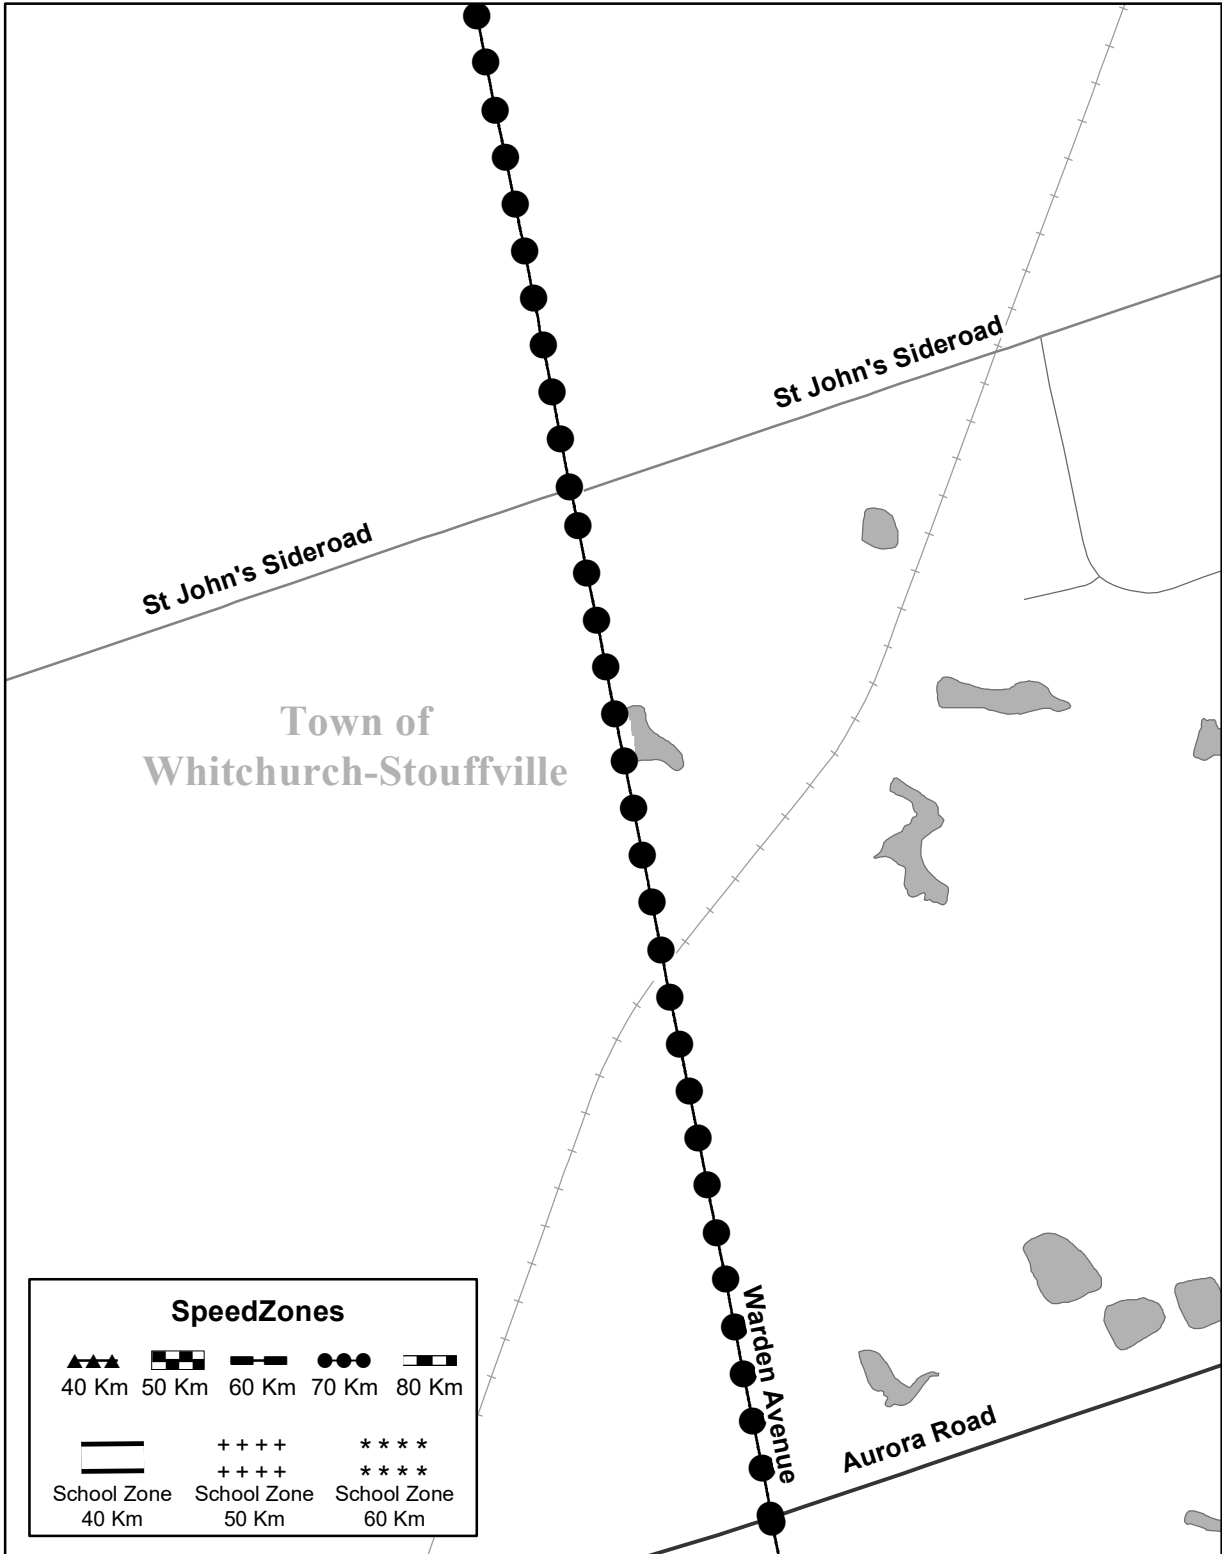 St John's Sideroad
St John's Sideroad
Town of
Whitchurch-Stouffville
Warden Avenue
Aurora Road
SpeedZones
40 Km 50 Km 60 Km 70 Km 80 Km
School Zone School Zone School Zone
40 Km 50 Km 60 Km